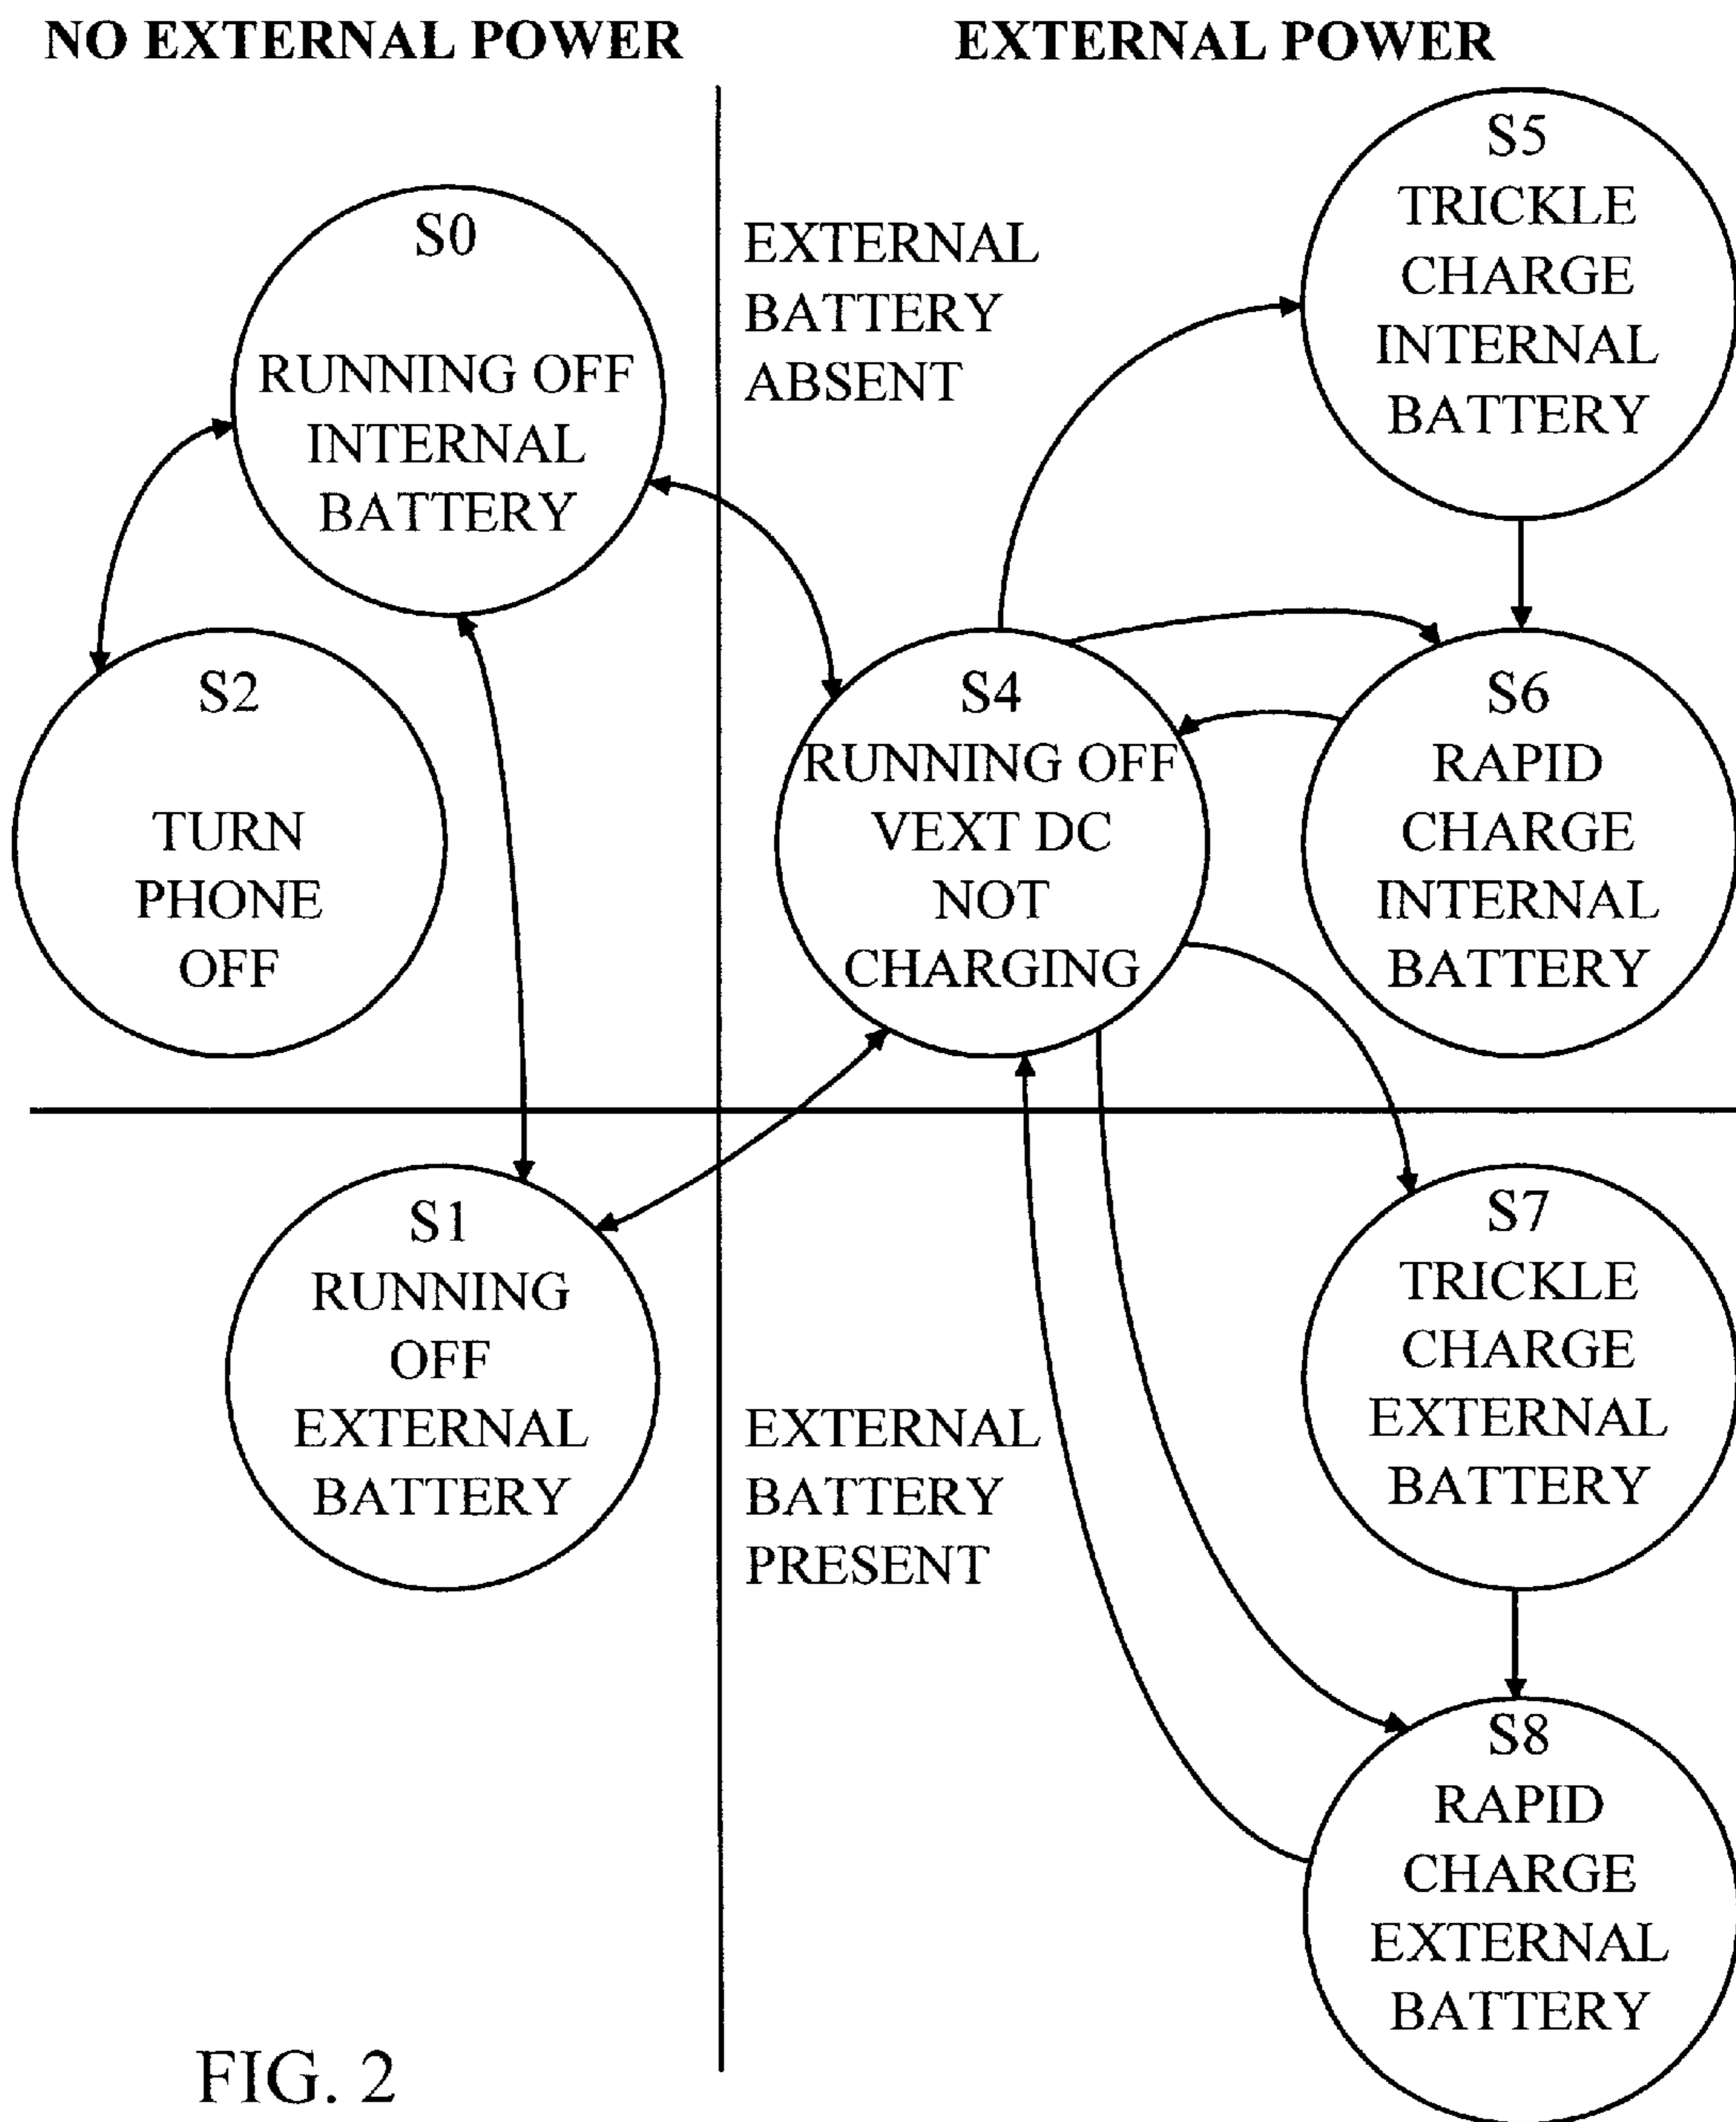 NO EXTERNAL POWER
EXTERNAL POWER
S0
RUNNING OFF
INTERNAL
BATTERY
EXTERNAL
BATTERY
ABSENT
S5
TRICKLE
CHARGE
INTERNAL
BATTERY
S2
TURN
PHONE
OFF
S4
RUNNING OFF
VEXT DC
NOT
CHARGING
S6
RAPID
CHARGE
INTERNAL
BATTERY
S1
RUNNING
OFF
EXTERNAL
BATTERY
EXTERNAL
BATTERY
PRESENT
S7
TRICKLE
CHARGE
EXTERNAL
BATTERY
S8
RAPID
CHARGE
EXTERNAL
BATTERY
FIG. 2